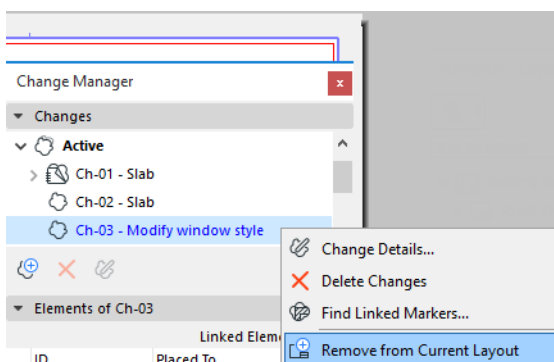 Change Manager
x
Changes
Active
Ch-01 - Slab
Ch-02 - Slab
Ch-03 - Modify window style
Change Details...
Delete Changes
Find Linked Markers...
Remove from Current Layout
Elements of Ch-03
Linked Elem
ID Placed To